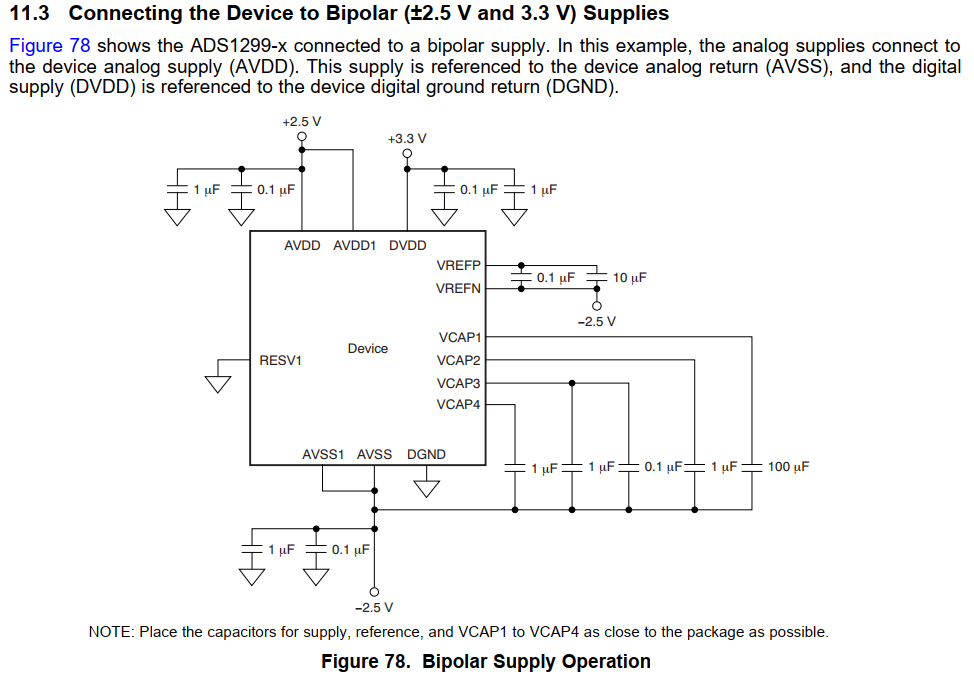 11.3 Connecting the Device to Bipolar (±2.5 V and 3.3 V) Supplies
Figure 78 shows the ADS1299-x connected to a bipolar supply. In this example, the analog supplies connect to
the device analog supply (AVDD). This supply is referenced to the device analog return (AVSS), and the digital
supply (DVDD) is referenced to the device digital ground return (DGND).
+2.5 V
+3.3 V
1 µF
0.1 µF
0.1 µF
1 µF
AVDD AVDD1 DVDD
VREFP
VREFN
0.1 µF
10 µF
−2.5 V
VCAP1
Device
RESV1
VCAP2
VCAP3
VCAP4
AVSS1 AVSS DGND
1 µF
1 µF
0.1 µF
1 µF
100 µF
1 µF
0.1 µF
−2.5 V
NOTE: Place the capacitors for supply, reference, and VCAP1 to VCAP4 as close to the package as possible.
Figure 78. Bipolar Supply Operation